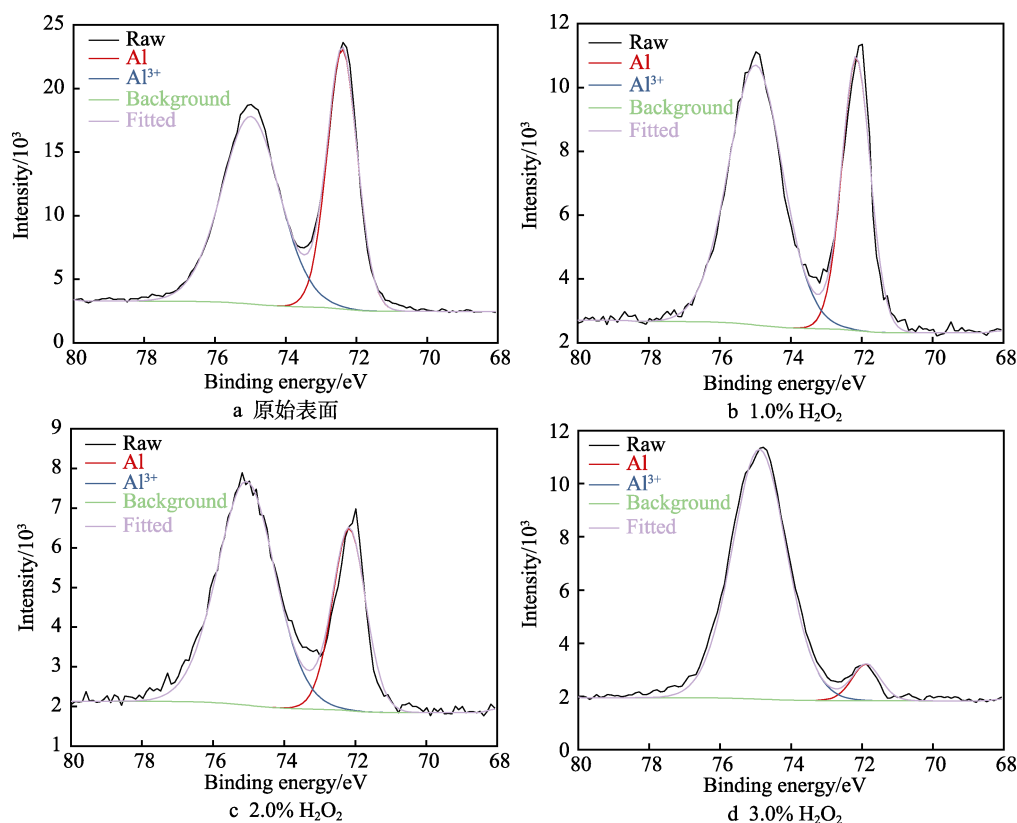 25
20
15
10
5
0
Intensity/10³
Raw
Al
Al³⁺
Background
Fitted
80 78 76 74 72 70 68
Binding energy/eV
a 原始表面
12
10
8
6
4
2
Intensity/10³
Raw
Al
Al³⁺
Background
Fitted
80 78 76 74 72 70 68
Binding energy/eV
b 1.0% H₂O₂
9
8
7
6
5
4
3
2
1
Intensity/10³
Raw
Al
Al³⁺
Background
Fitted
80 78 76 74 72 70 68
Binding energy/eV
c 2.0% H₂O₂
12
10
8
6
4
2
0
Intensity/10³
Raw
Al
Al³⁺
Background
Fitted
80 78 76 74 72 70 68
Binding energy/eV
d 3.0% H₂O₂